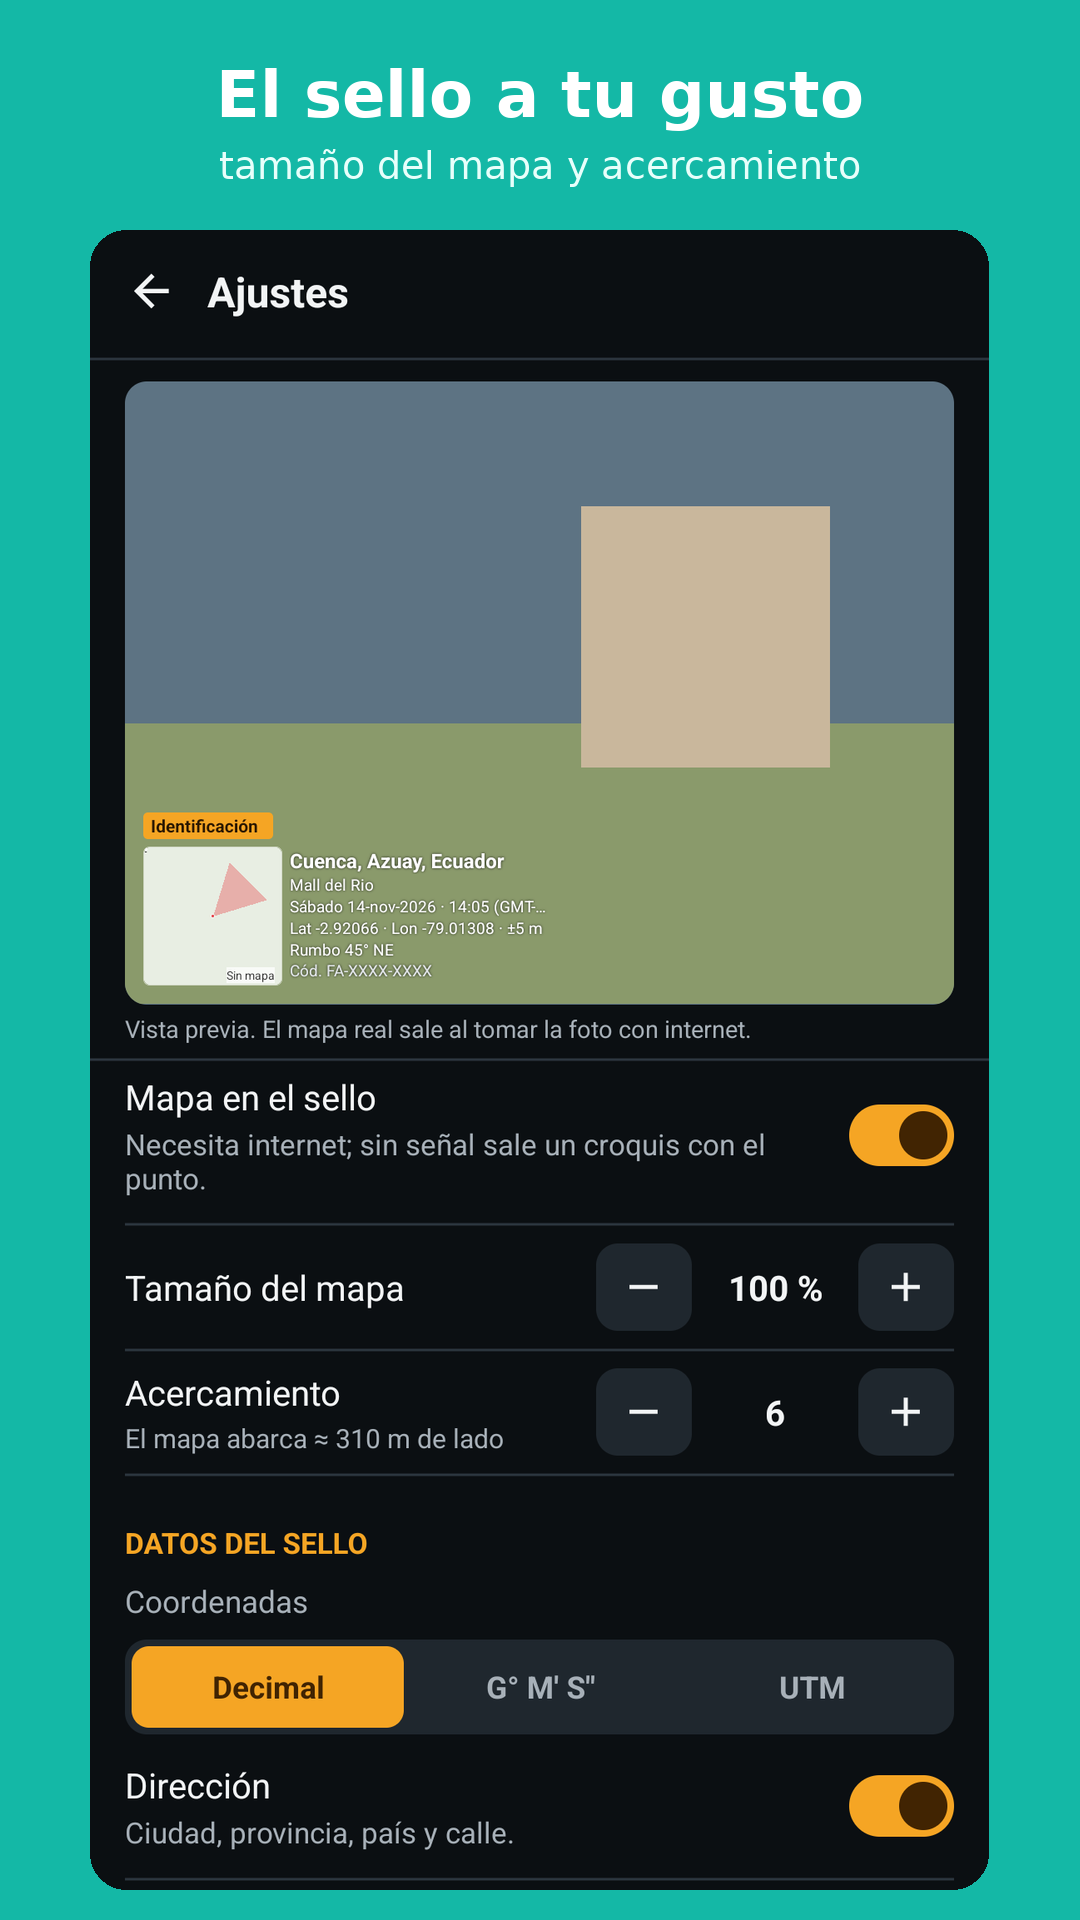 El sello a tu gusto
tamaño del mapa y acercamiento
Ajustes
Identificación
Sin mapa
Cuenca, Azuay, Ecuador
Mall del Rio
Sábado 14-nov-2026 · 14:05 (GMT-…
Lat -2.92066 · Lon -79.01308 · ±5 m
Rumbo 45° NE
Cód. FA-XXXX-XXXX
Vista previa. El mapa real sale al tomar la foto con internet.
Mapa en el sello
Necesita internet; sin señal sale un croquis con el
punto.
Tamaño del mapa − 100 % +
Acercamiento − 6 +
El mapa abarca ≈ 310 m de lado
DATOS DEL SELLO
Coordenadas
Decimal G° M' S" UTM
Dirección
Ciudad, provincia, país y calle.